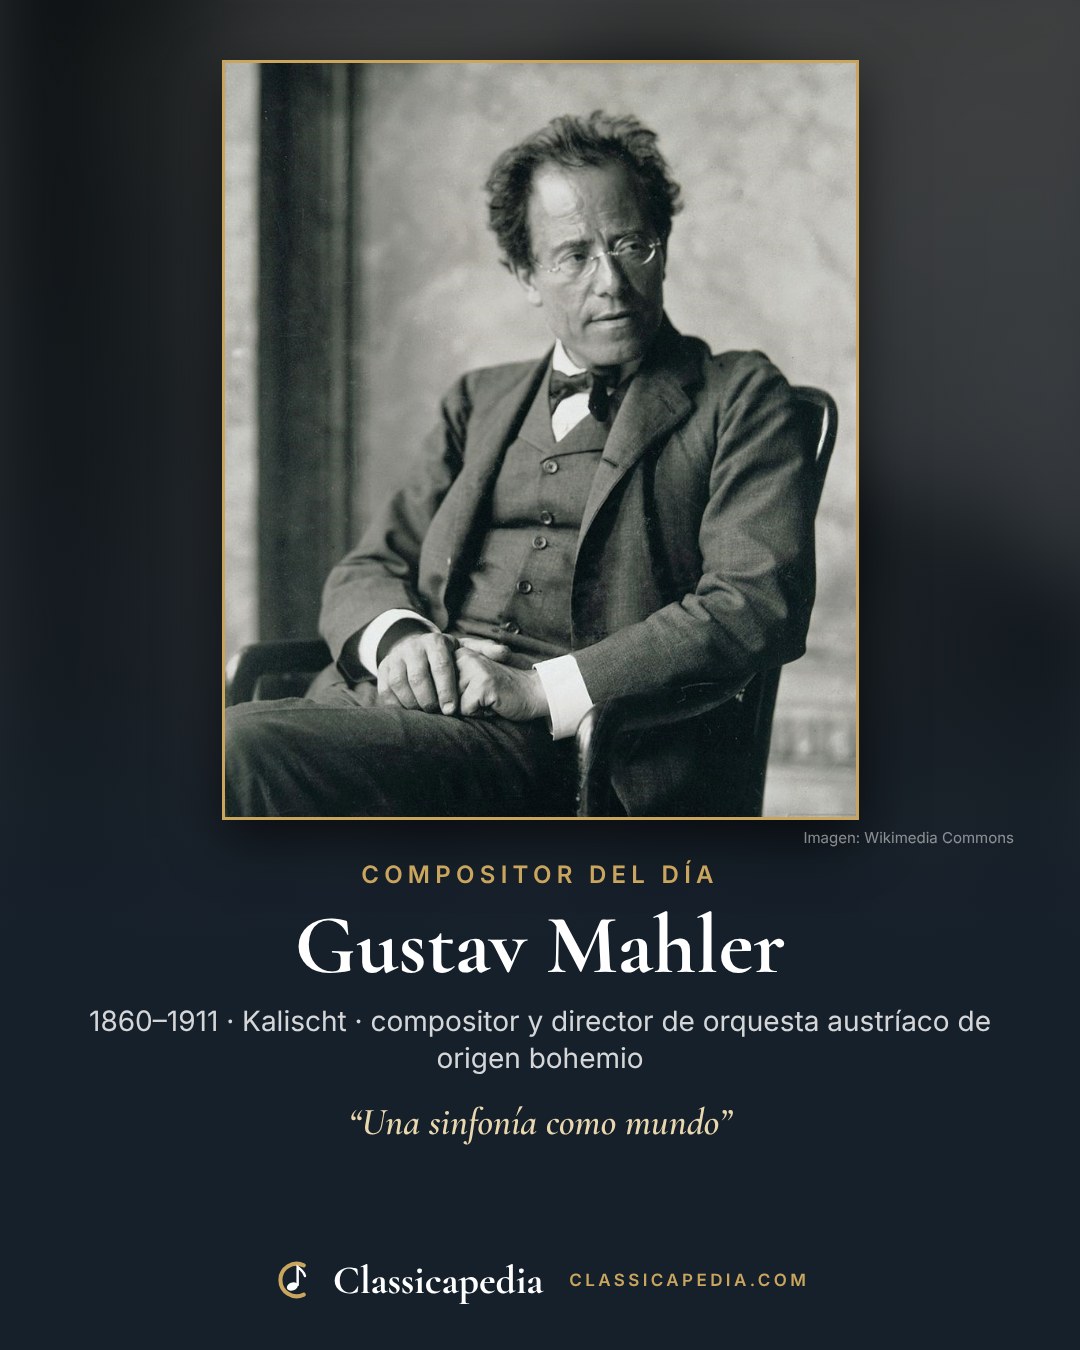 Imagen: Wikimedia Commons
COMPOSITOR DEL DÍA
Gustav Mahler
1860–1911 · Kalischt · compositor y director de orquesta austríaco de
origen bohemio
“Una sinfonía como mundo”
Classicapedia CLASSICAPEDIA.COM